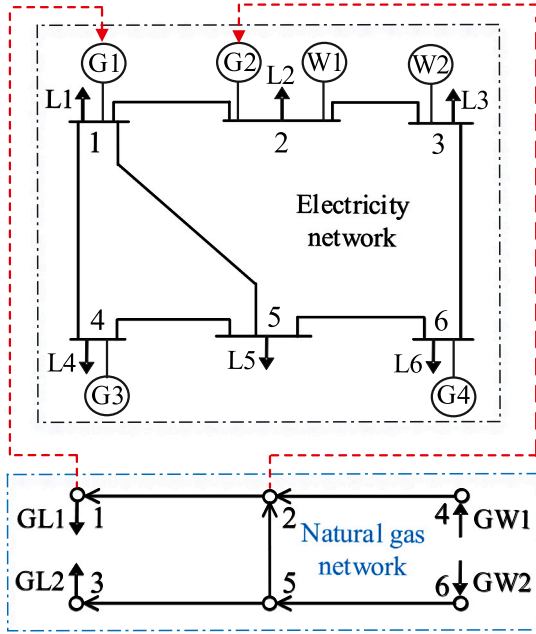 G1
G2
W1
W2
L1
L2
L3
1
2
3
Electricity
network
4
5
6
L4
L5
L6
G3
G4
GL1
1
2
4
GW1
Natural gas
network
GL2
3
5
6
GW2